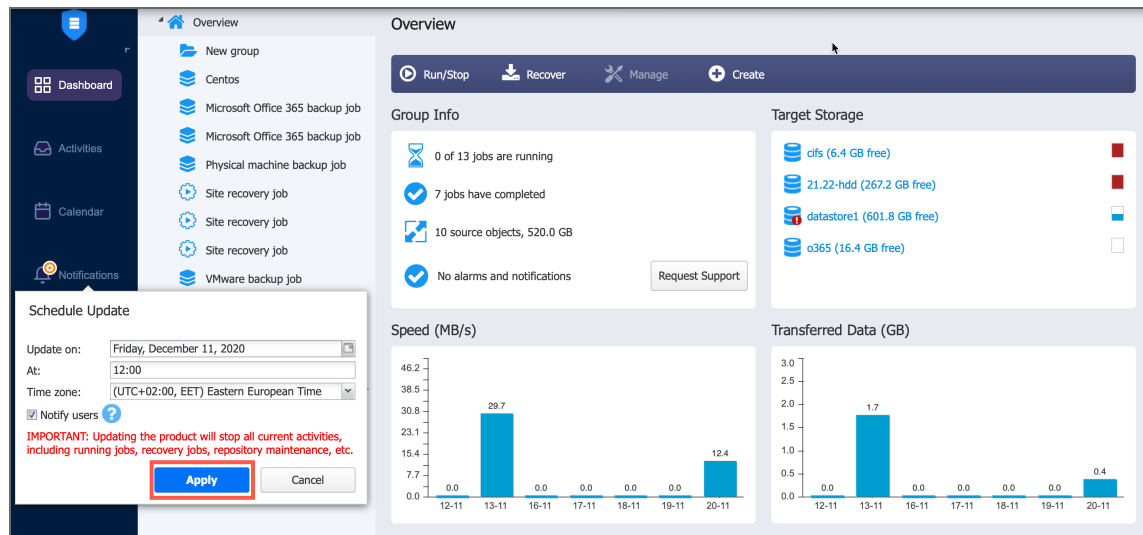 Dashboard
Activities
Calendar
Notifications
Overview
New group
Centos
Microsoft Office 365 backup job
Microsoft Office 365 backup job
Physical machine backup job
Site recovery job
Site recovery job
Site recovery job
VMware backup job
Schedule Update
Update on: Friday, December 11, 2020
At: 12:00
Time zone: (UTC+02:00, EET) Eastern European Time
Notify users ?
IMPORTANT: Updating the product will stop all current activities,
including running jobs, recovery jobs, repository maintenance, etc.
Apply Cancel
Overview
Run/Stop Recover Manage Create
Group Info
0 of 13 jobs are running
7 jobs have completed
10 source objects, 520.0 GB
No alarms and notifications Request Support
Target Storage
cifs (6.4 GB free)
21.22-hdd (267.2 GB free)
datastore1 (601.8 GB free)
o365 (16.4 GB free)
Speed (MB/s)
46.2
38.5
30.8
23.1
15.4
7.7
0.0
0.0 29.7 0.0 0.0 0.0 0.0 12.4
12-11 13-11 16-11 17-11 18-11 19-11 20-11
Transferred Data (GB)
3.0
2.5
2.0
1.5
1.0
0.5
0.0
0.0 1.7 0.0 0.0 0.0 0.0 0.4
12-11 13-11 16-11 17-11 18-11 19-11 20-11